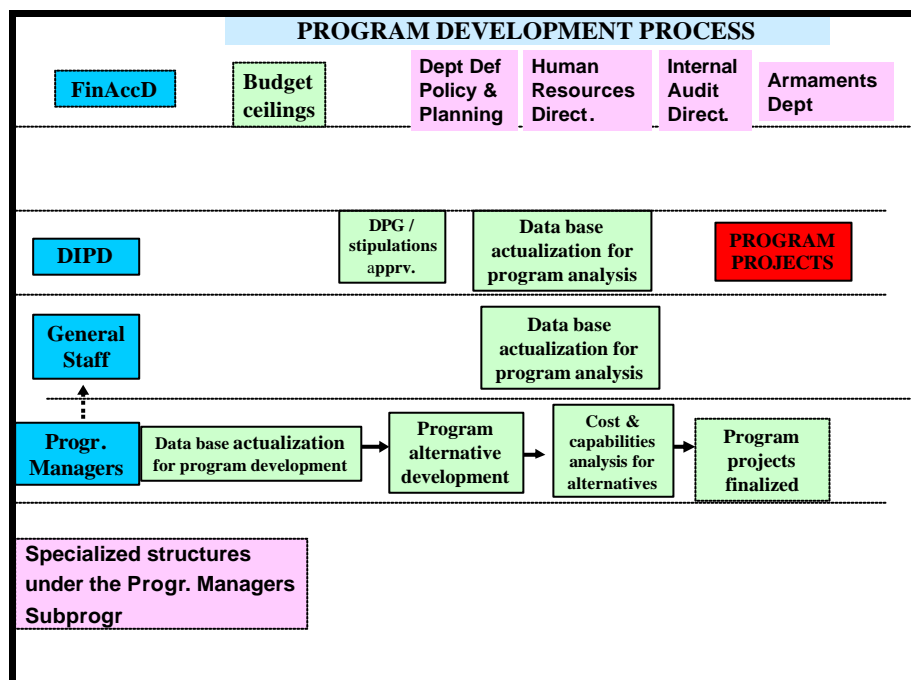 PROGRAM DEVELOPMENT PROCESS
FinAccD
Budget
ceilings
Dept Def
Policy &
Planning
Human
Resources
Direct.
Internal
Audit
Direct.
Armaments
Dept
DIPD
DPG /
stipulations
apprv.
Data base
actualization for
program analysis
PROGRAM
PROJECTS
General
Staff
Data base
actualization for
program analysis
Progr.
Managers
Data base actualization
for program development
Program
alternative
development
Cost &
capabilities
analysis for
alternatives
Program
projects
finalized
Specialized structures
under the Progr. Managers
Subprogr